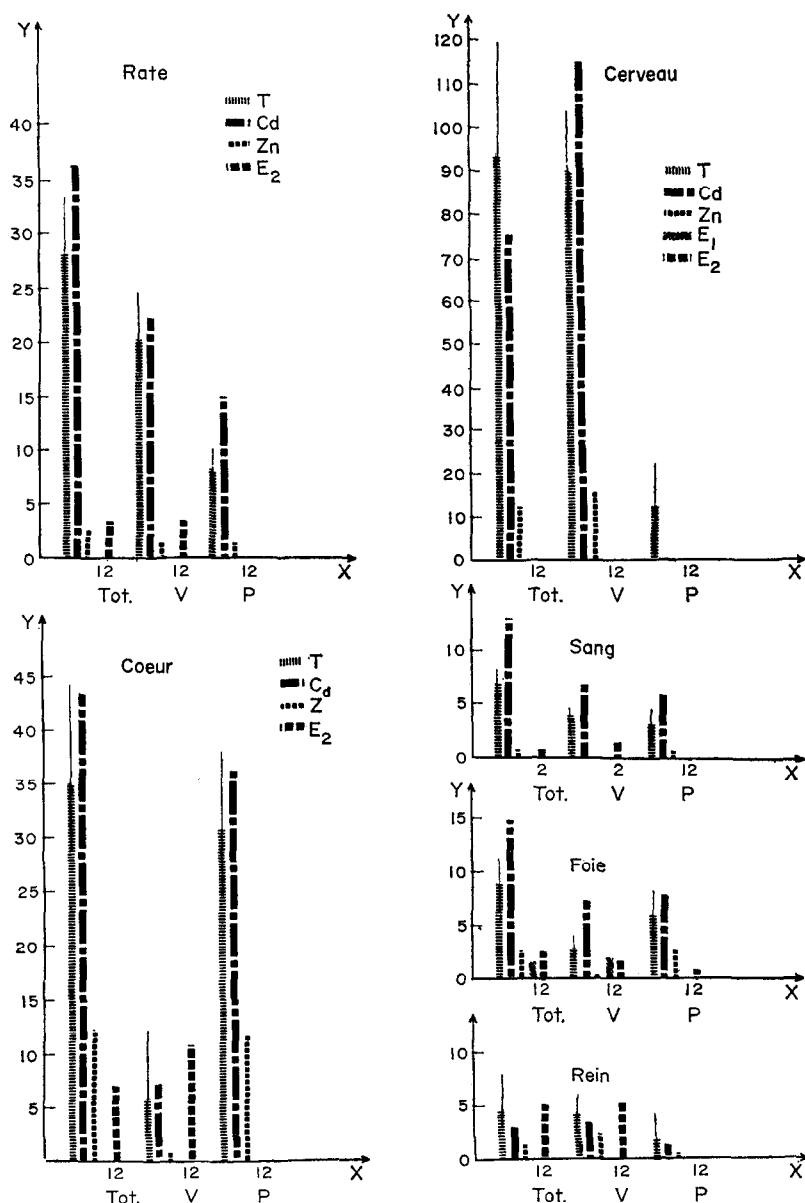 Y
Rate
T
Cd
Zn
E2
40
35
30
25
20
15
10
5
0
12 12 12 X
Tot. V P
Y
Cerveau
T
Cd
Zn
E1
E2
120
110
100
90
80
70
60
50
40
30
20
10
0
12 12 12 X
Tot. V P
Y
Coeur
T
Cd
Z
E2
45
40
35
30
25
20
15
10
5
12 12 12 X
Tot. V P
Y
Sang
10
5
0
2 2 12 X
Tot. V P
Y
Foie
15
10
5
0
12 12 12 X
Tot. V P
Rein
10
5
0
12 12 12 X
Tot. V P